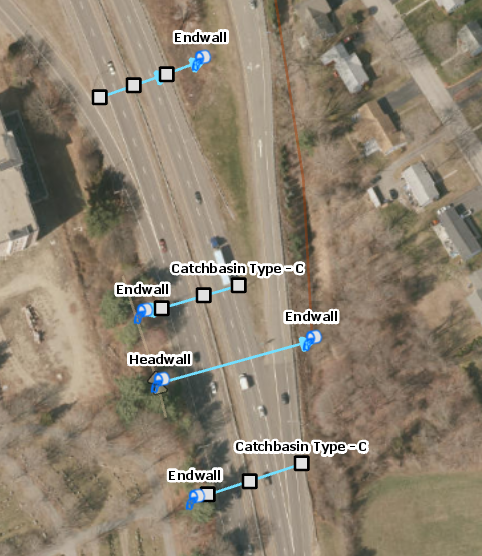 Endwall
Catchbasin Type - C
Endwall
Endwall
Headwall
Catchbasin Type - C
Endwall